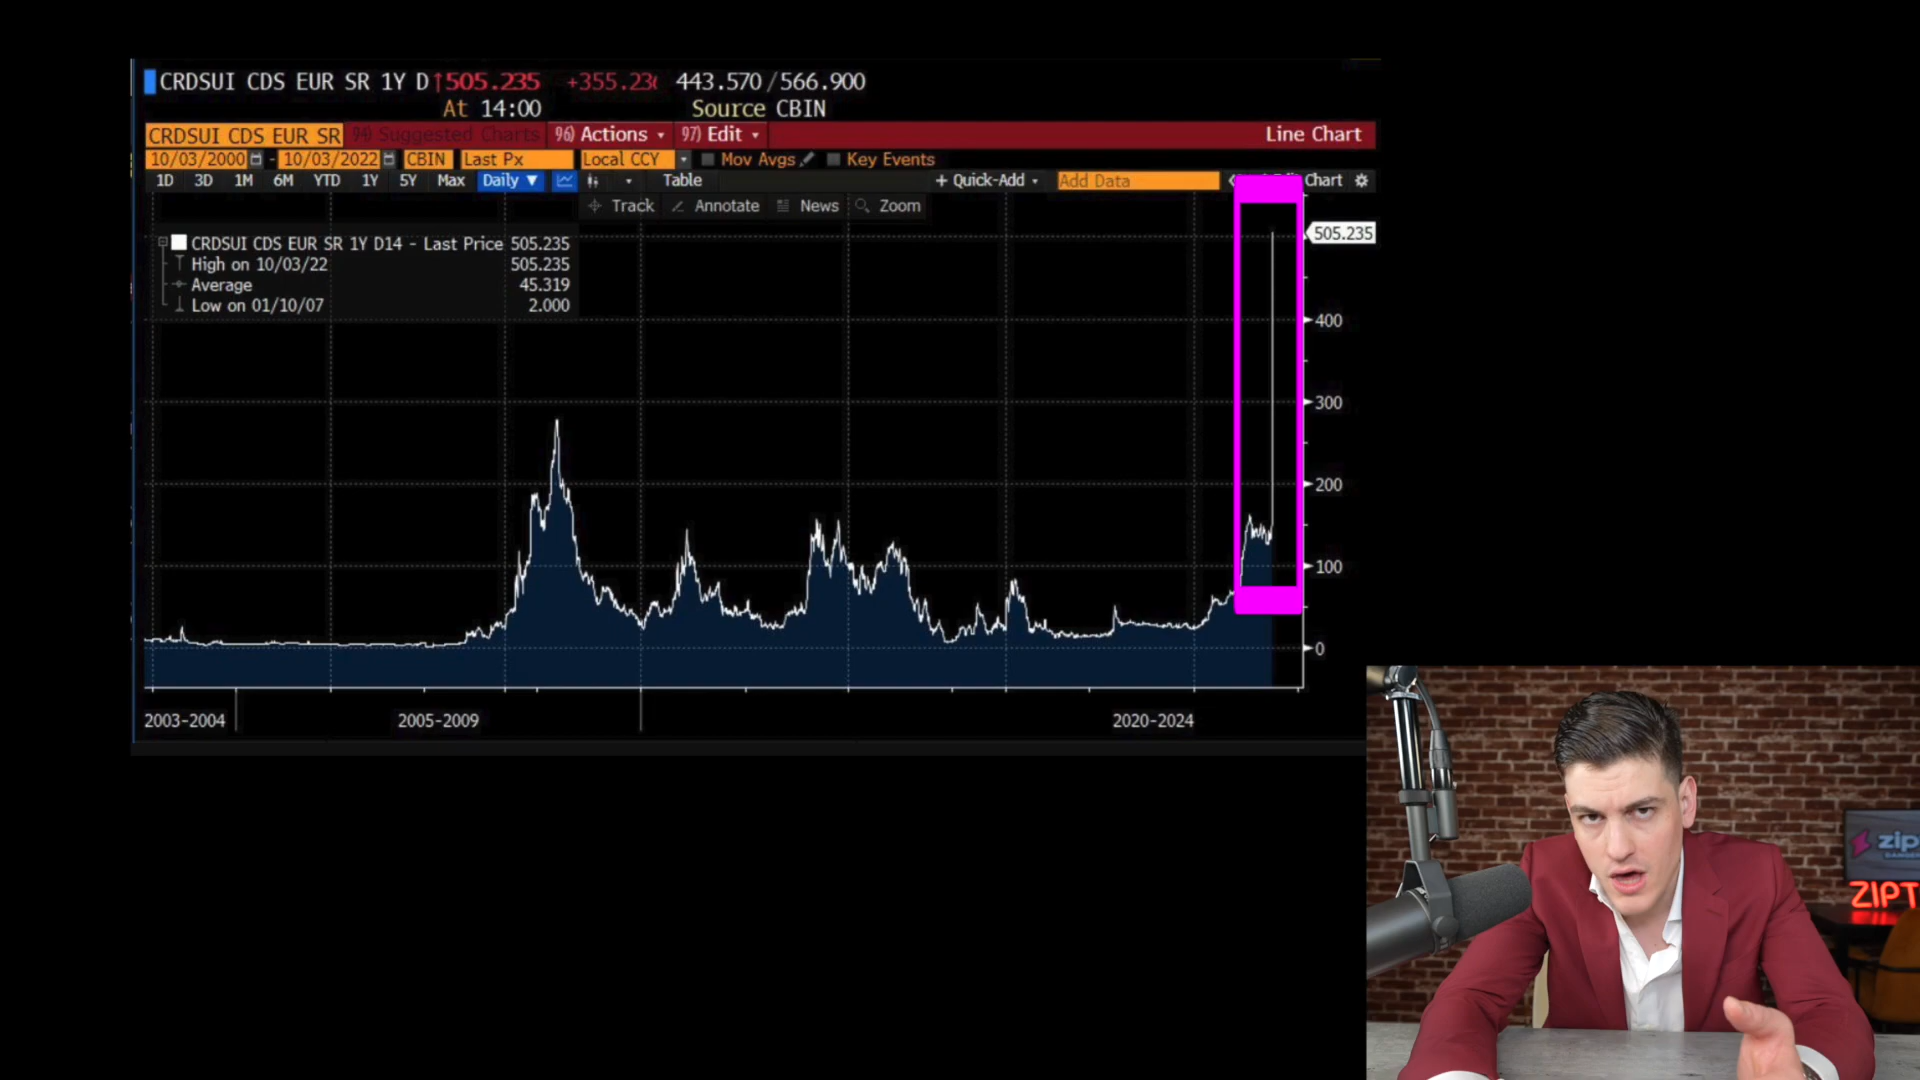 CRDSUI CDS EUR SR 1Y D↑505.235 +355.23 443.570/566.900
At 14:00 Source CBIN
CRDSUI CDS EUR SR 94) Suggested Charts 96) Actions 97) Edit Line Chart
10/03/2000 - 10/03/2022 CBIN Last Px Local CCY Mov Avgs Key Events
1D 3D 1M 6M YTD 1Y 5Y Max Daily ▼ Table + Quick-Add Add Data Chart
Track Annotate News Zoom
CRDSUI CDS EUR SR 1Y D14 - Last Price 505.235
High on 10/03/22 505.235
Average 45.319
Low on 01/10/07 2.000
505.235
400
300
200
100
0
2003-2004 2005-2009 2020-2024
zip
ZIPT